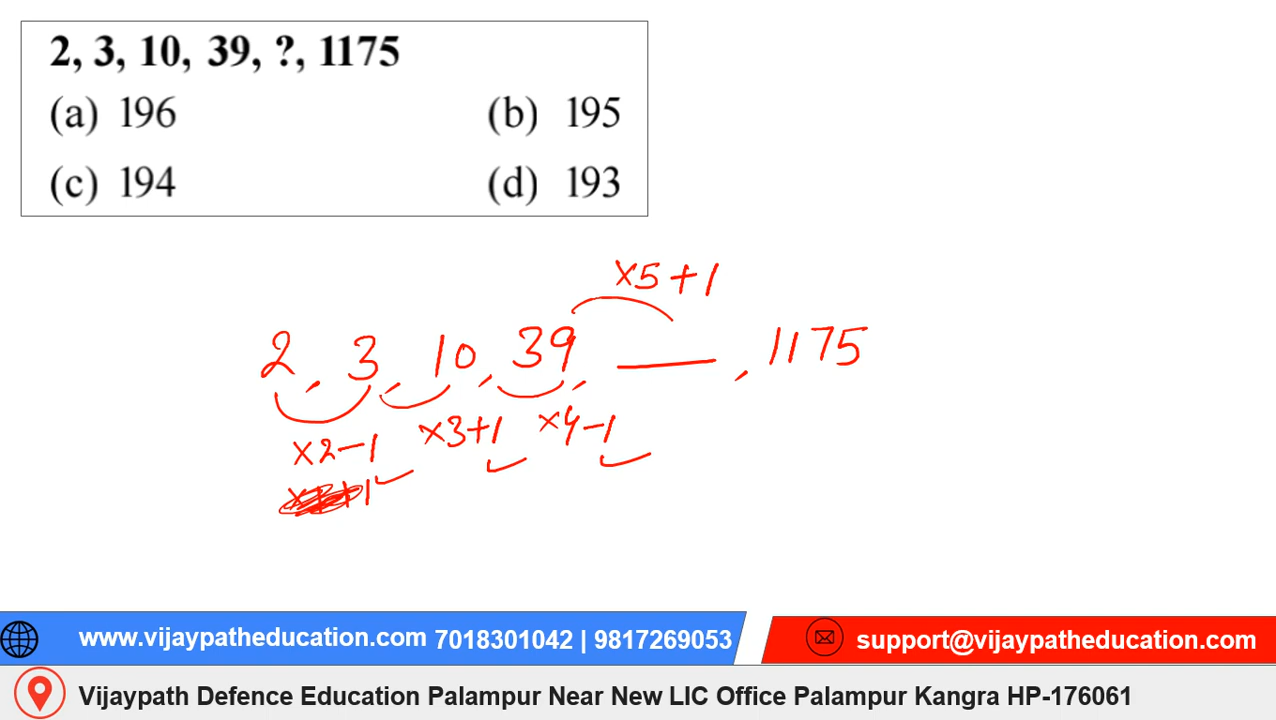 2, 3, 10, 39, ?, 1175
(a) 196 (b) 195
(c) 194 (d) 193
×5+1
2, 3, 10, 39, ___, 1175
×2-1 ×3+1 ×4-1
www.vijaypatheducation.com 7018301042 | 9817269053 support@vijaypatheducation.com
Vijaypath Defence Education Palampur Near New LIC Office Palampur Kangra HP-176061